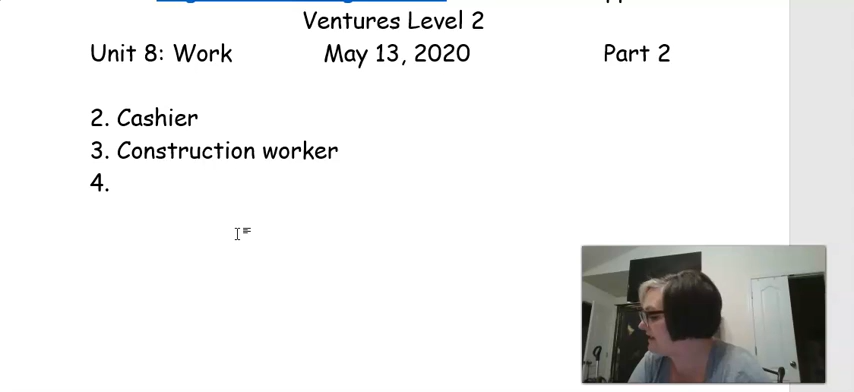 Ventures Level 2
Unit 8: Work May 13, 2020 Part 2
2. Cashier
3. Construction worker
4.